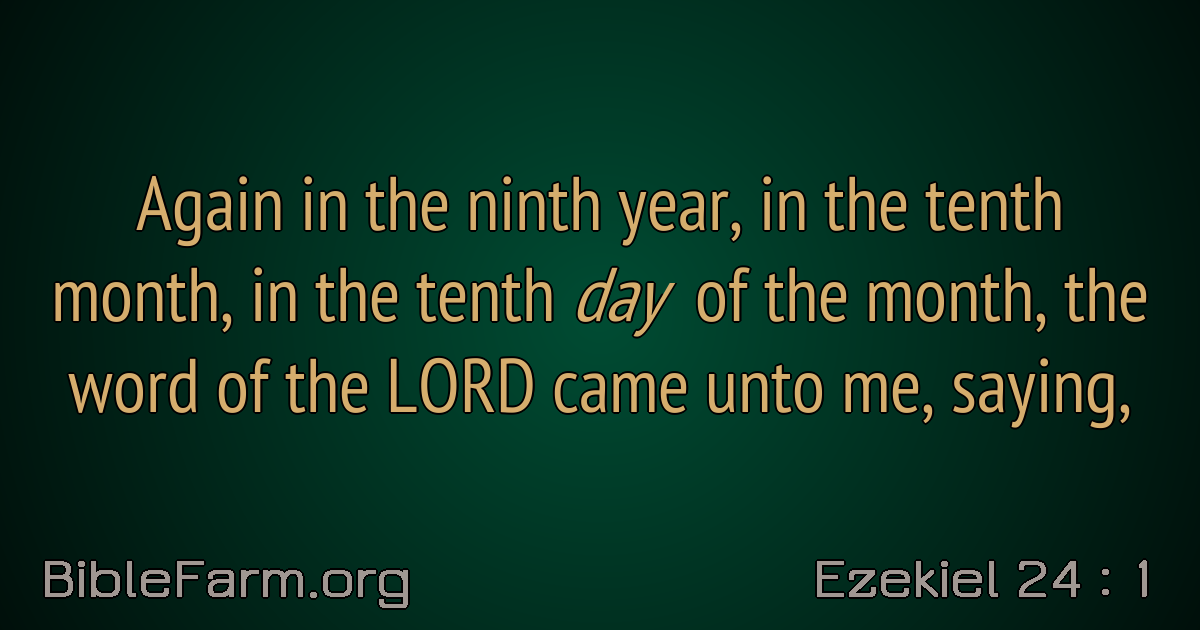 Again in the ninth year, in the tenth
month, in the tenth day of the month, the
word of the LORD came unto me, saying,
BibleFarm.org
Ezekiel 24 : 1